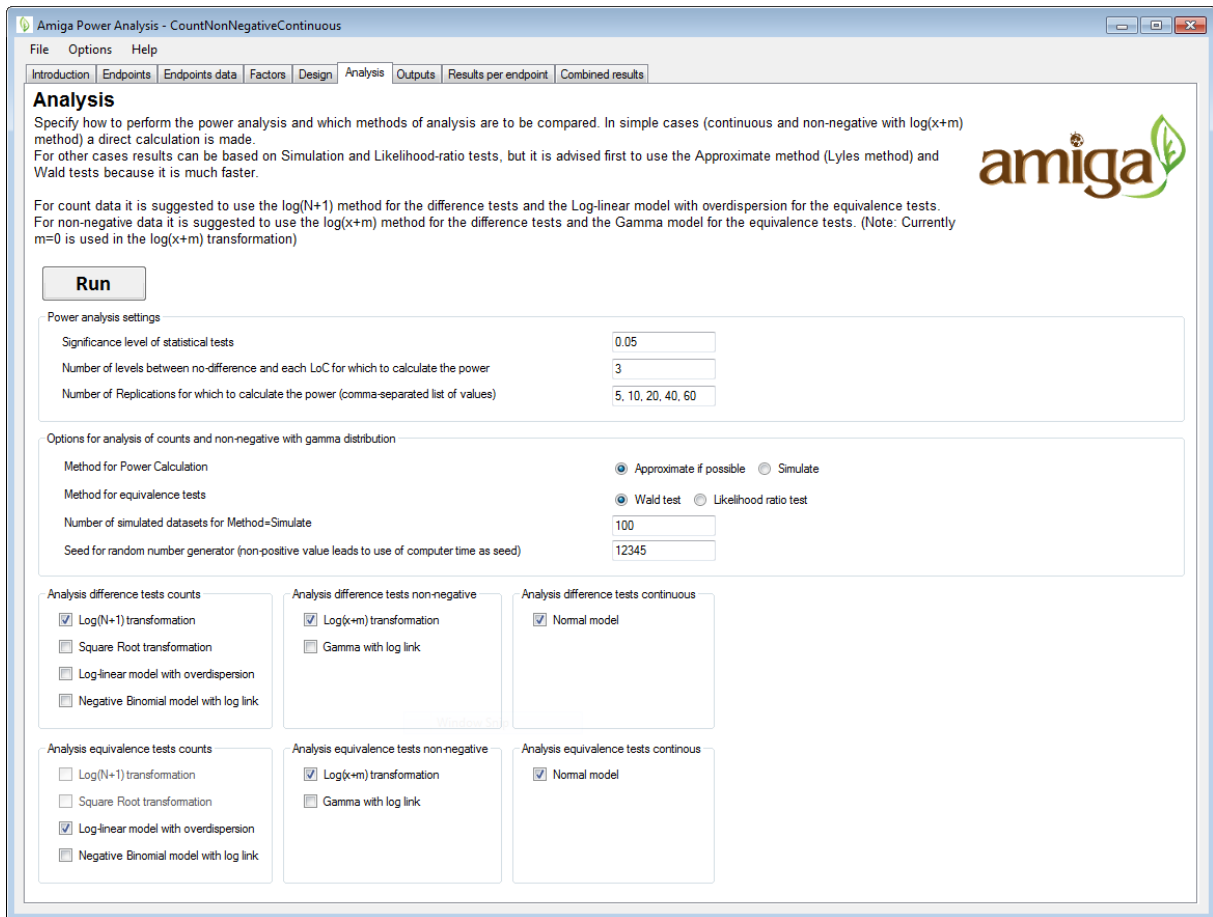 Amiga Power Analysis - CountNonNegativeContinuous
File Options Help
Introduction Endpoints Endpoints data Factors Design Analysis Outputs Results per endpoint Combined results
Analysis
Specify how to perform the power analysis and which methods of analysis are to be compared. In simple cases (continuous and non-negative with log(x+m)
method) a direct calculation is made.
For other cases results can be based on Simulation and Likelihood-ratio tests, but it is advised first to use the Approximate method (Lyles method) and
Wald tests because it is much faster.
For count data it is suggested to use the log(N+1) method for the difference tests and the Log-linear model with overdispersion for the equivalence tests.
For non-negative data it is suggested to use the log(x+m) method for the difference tests and the Gamma model for the equivalence tests. (Note: Currently
m=0 is used in the log(x+m) transformation)
amiga
Run
Power analysis settings
Significance level of statistical tests 0.05
Number of levels between no-difference and each LoC for which to calculate the power 3
Number of Replications for which to calculate the power (comma-separated list of values) 5, 10, 20, 40, 60
Options for analysis of counts and non-negative with gamma distribution
Method for Power Calculation Approximate if possible Simulate
Method for equivalence tests Wald test Likelihood ratio test
Number of simulated datasets for Method=Simulate 100
Seed for random number generator (non-positive value leads to use of computer time as seed) 12345
Analysis difference tests counts Analysis difference tests non-negative Analysis difference tests continuous
Log(N+1) transformation Log(x+m) transformation Normal model
Square Root transformation Gamma with log link
Log-linear model with overdispersion
Negative Binomial model with log link
Window Snip
Analysis equivalence tests counts Analysis equivalence tests non-negative Analysis equivalence tests continous
Log(N+1) transformation Log(x+m) transformation Normal model
Square Root transformation Gamma with log link
Log-linear model with overdispersion
Negative Binomial model with log link